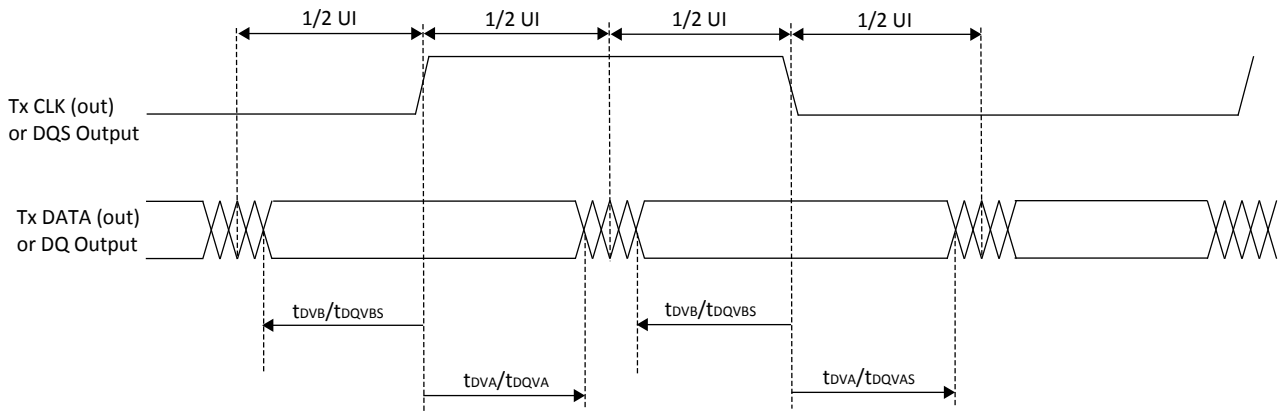 1/2 UI
1/2 UI
1/2 UI
1/2 UI
Tx CLK (out)
or DQS Output
Tx DATA (out)
or DQ Output
tDVB/tDQVBS
tDVB/tDQVBS
tDVA/tDQVA
tDVA/tDQVAS